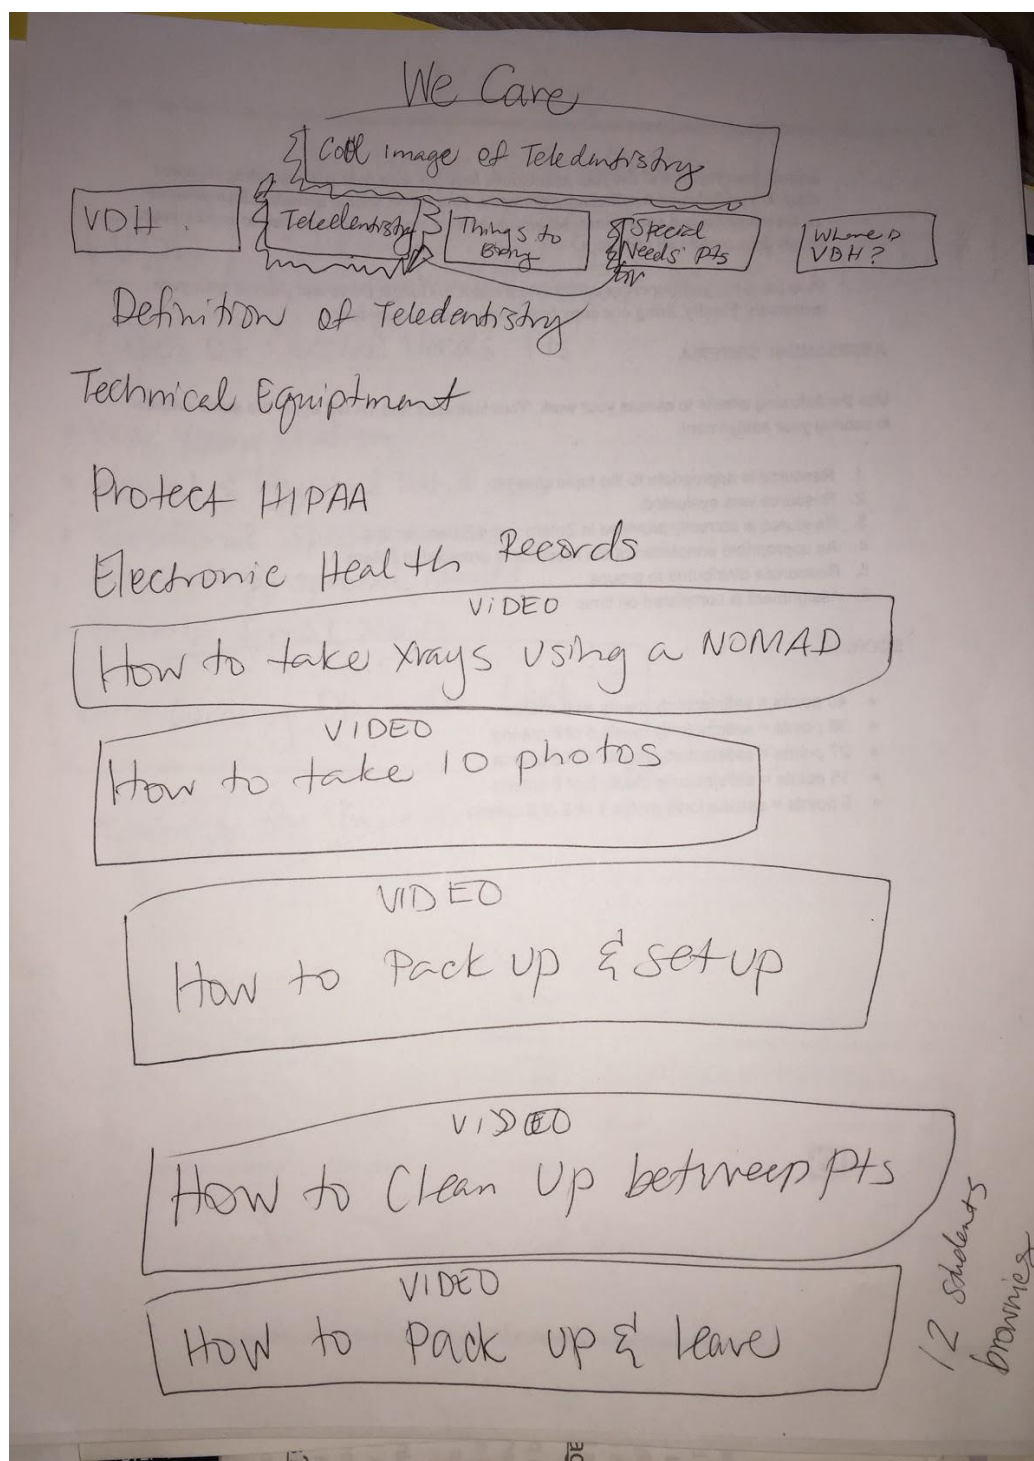 We Care
Cool image of Teledentistry
VDH.
Teledentistry
Things to
Bring
Special
Needs Pts
Where is
VDH?
Definition of Teledentistry
Technical Equiptment
Protect HIPAA
Electronic Health Records
ViDEO
How to take xrays using a NOMAD
VIDEO
How to take 10 photos
VIDEO
How to Pack up & set up
VIDEO
How to Clean Up between pts
VIDEO
How to Pack up & leave
12 students
brownies